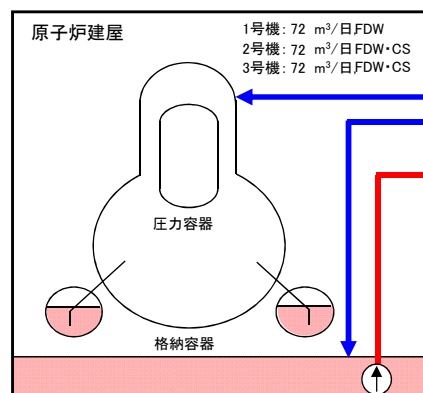 原子炉建屋
1号機: 72 m³/日,FDW
2号機: 72 m³/日,FDW・CS
3号機: 72 m³/日,FDW・CS
圧力容器
格納容器